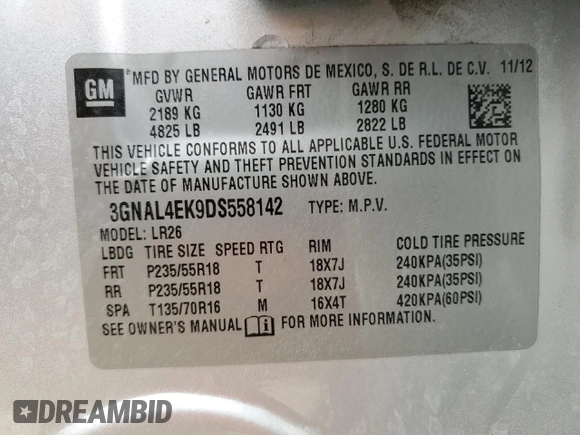 GM ® MFD BY GENERAL MOTORS DE MEXICO, S. DE R.L. DE C.V. 11/12
GVWR GAWR FRT GAWR RR
2189 KG 1130 KG 1280 KG
4825 LB 2491 LB 2822 LB
THIS VEHICLE CONFORMS TO ALL APPLICABLE U.S. FEDERAL MOTOR
VEHICLE SAFETY AND THEFT PREVENTION STANDARDS IN EFFECT ON
THE DATE OF MANUFACTURE SHOWN ABOVE.
3GNAL4EK9DS558142 TYPE: M.P.V.
MODEL: LR26
LBDG TIRE SIZE SPEED RTG RIM COLD TIRE PRESSURE
FRT P235/55R18 T 18X7J 240KPA(35PSI)
RR P235/55R18 T 18X7J 240KPA(35PSI)
SPA T135/70R16 M 16X4T 420KPA(60PSI)
SEE OWNER'S MANUAL i FOR MORE INFORMATION.
DREAMBID